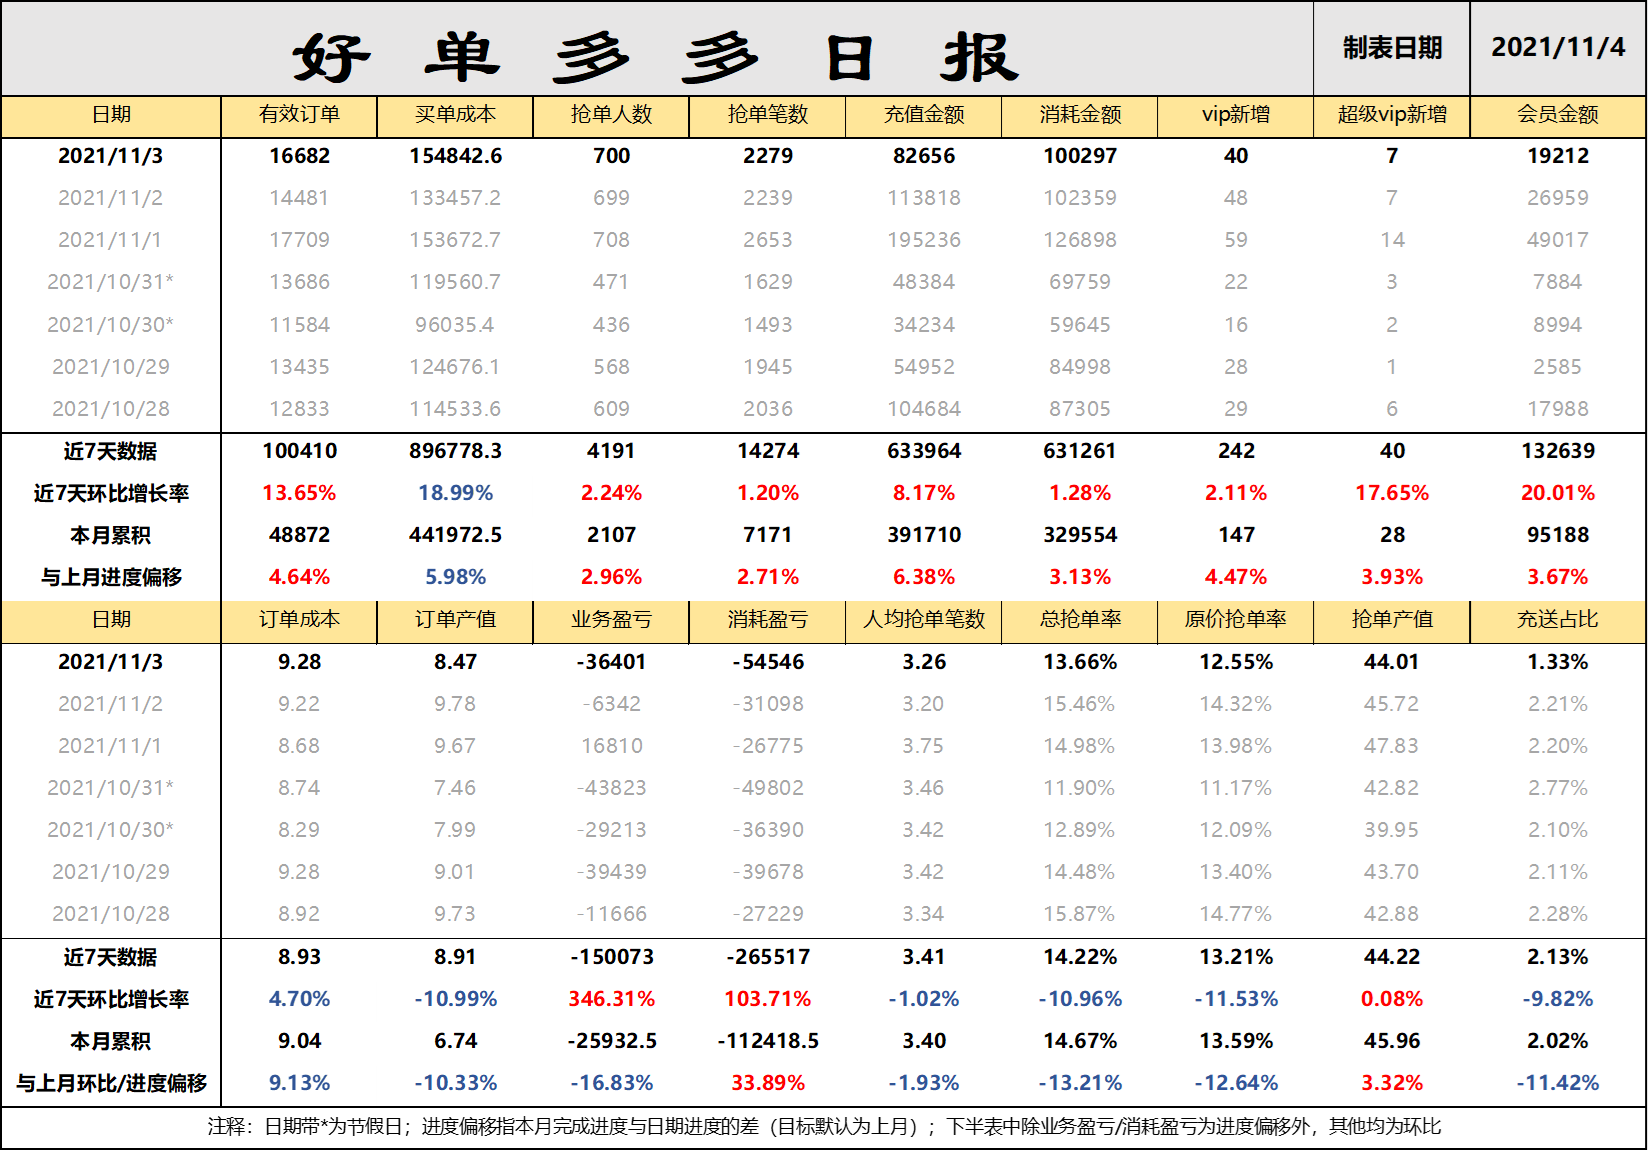 好单多多日报 制表日期 2021/11/4
日期 有效订单 买单成本 抢单人数 抢单笔数 充值金额 消耗金额 vip新增 超级vip新增 会员金额
2021/11/3 16682 154842.6 700 2279 82656 100297 40 7 19212
2021/11/2 14481 133457.2 699 2239 113818 102359 48 7 26959
2021/11/1 17709 153672.7 708 2653 195236 126898 59 14 49017
2021/10/31* 13686 119560.7 471 1629 48384 69759 22 3 7884
2021/10/30* 11584 96035.4 436 1493 34234 59645 16 2 8994
2021/10/29 13435 124676.1 568 1945 54952 84998 28 1 2585
2021/10/28 12833 114533.6 609 2036 104684 87305 29 6 17988
近7天数据 100410 896778.3 4191 14274 633964 631261 242 40 132639
近7天环比增长率 13.65% 18.99% 2.24% 1.20% 8.17% 1.28% 2.11% 17.65% 20.01%
本月累积 48872 441972.5 2107 7171 391710 329554 147 28 95188
与上月进度偏移 4.64% 5.98% 2.96% 2.71% 6.38% 3.13% 4.47% 3.93% 3.67%
日期 订单成本 订单产值 业务盈亏 消耗盈亏 人均抢单笔数 总抢单率 原价抢单率 抢单产值 充送占比
2021/11/3 9.28 8.47 -36401 -54546 3.26 13.66% 12.55% 44.01 1.33%
2021/11/2 9.22 9.78 -6342 -31098 3.20 15.46% 14.32% 45.72 2.21%
2021/11/1 8.68 9.67 16810 -26775 3.75 14.98% 13.98% 47.83 2.20%
2021/10/31* 8.74 7.46 -43823 -49802 3.46 11.90% 11.17% 42.82 2.77%
2021/10/30* 8.29 7.99 -29213 -36390 3.42 12.89% 12.09% 39.95 2.10%
2021/10/29 9.28 9.01 -39439 -39678 3.42 14.48% 13.40% 43.70 2.11%
2021/10/28 8.92 9.73 -11666 -27229 3.34 15.87% 14.77% 42.88 2.28%
近7天数据 8.93 8.91 -150073 -265517 3.41 14.22% 13.21% 44.22 2.13%
近7天环比增长率 4.70% -10.99% 346.31% 103.71% -1.02% -10.96% -11.53% 0.08% -9.82%
本月累积 9.04 6.74 -25932.5 -112418.5 3.40 14.67% 13.59% 45.96 2.02%
与上月环比/进度偏移 9.13% -10.33% -16.83% 33.89% -1.93% -13.21% -12.64% 3.32% -11.42%
注释：日期带*为节假日；进度偏移指本月完成进度与日期进度的差（目标默认为上月）；下半表中除业务盈亏/消耗盈亏为进度偏移外，其他均为环比